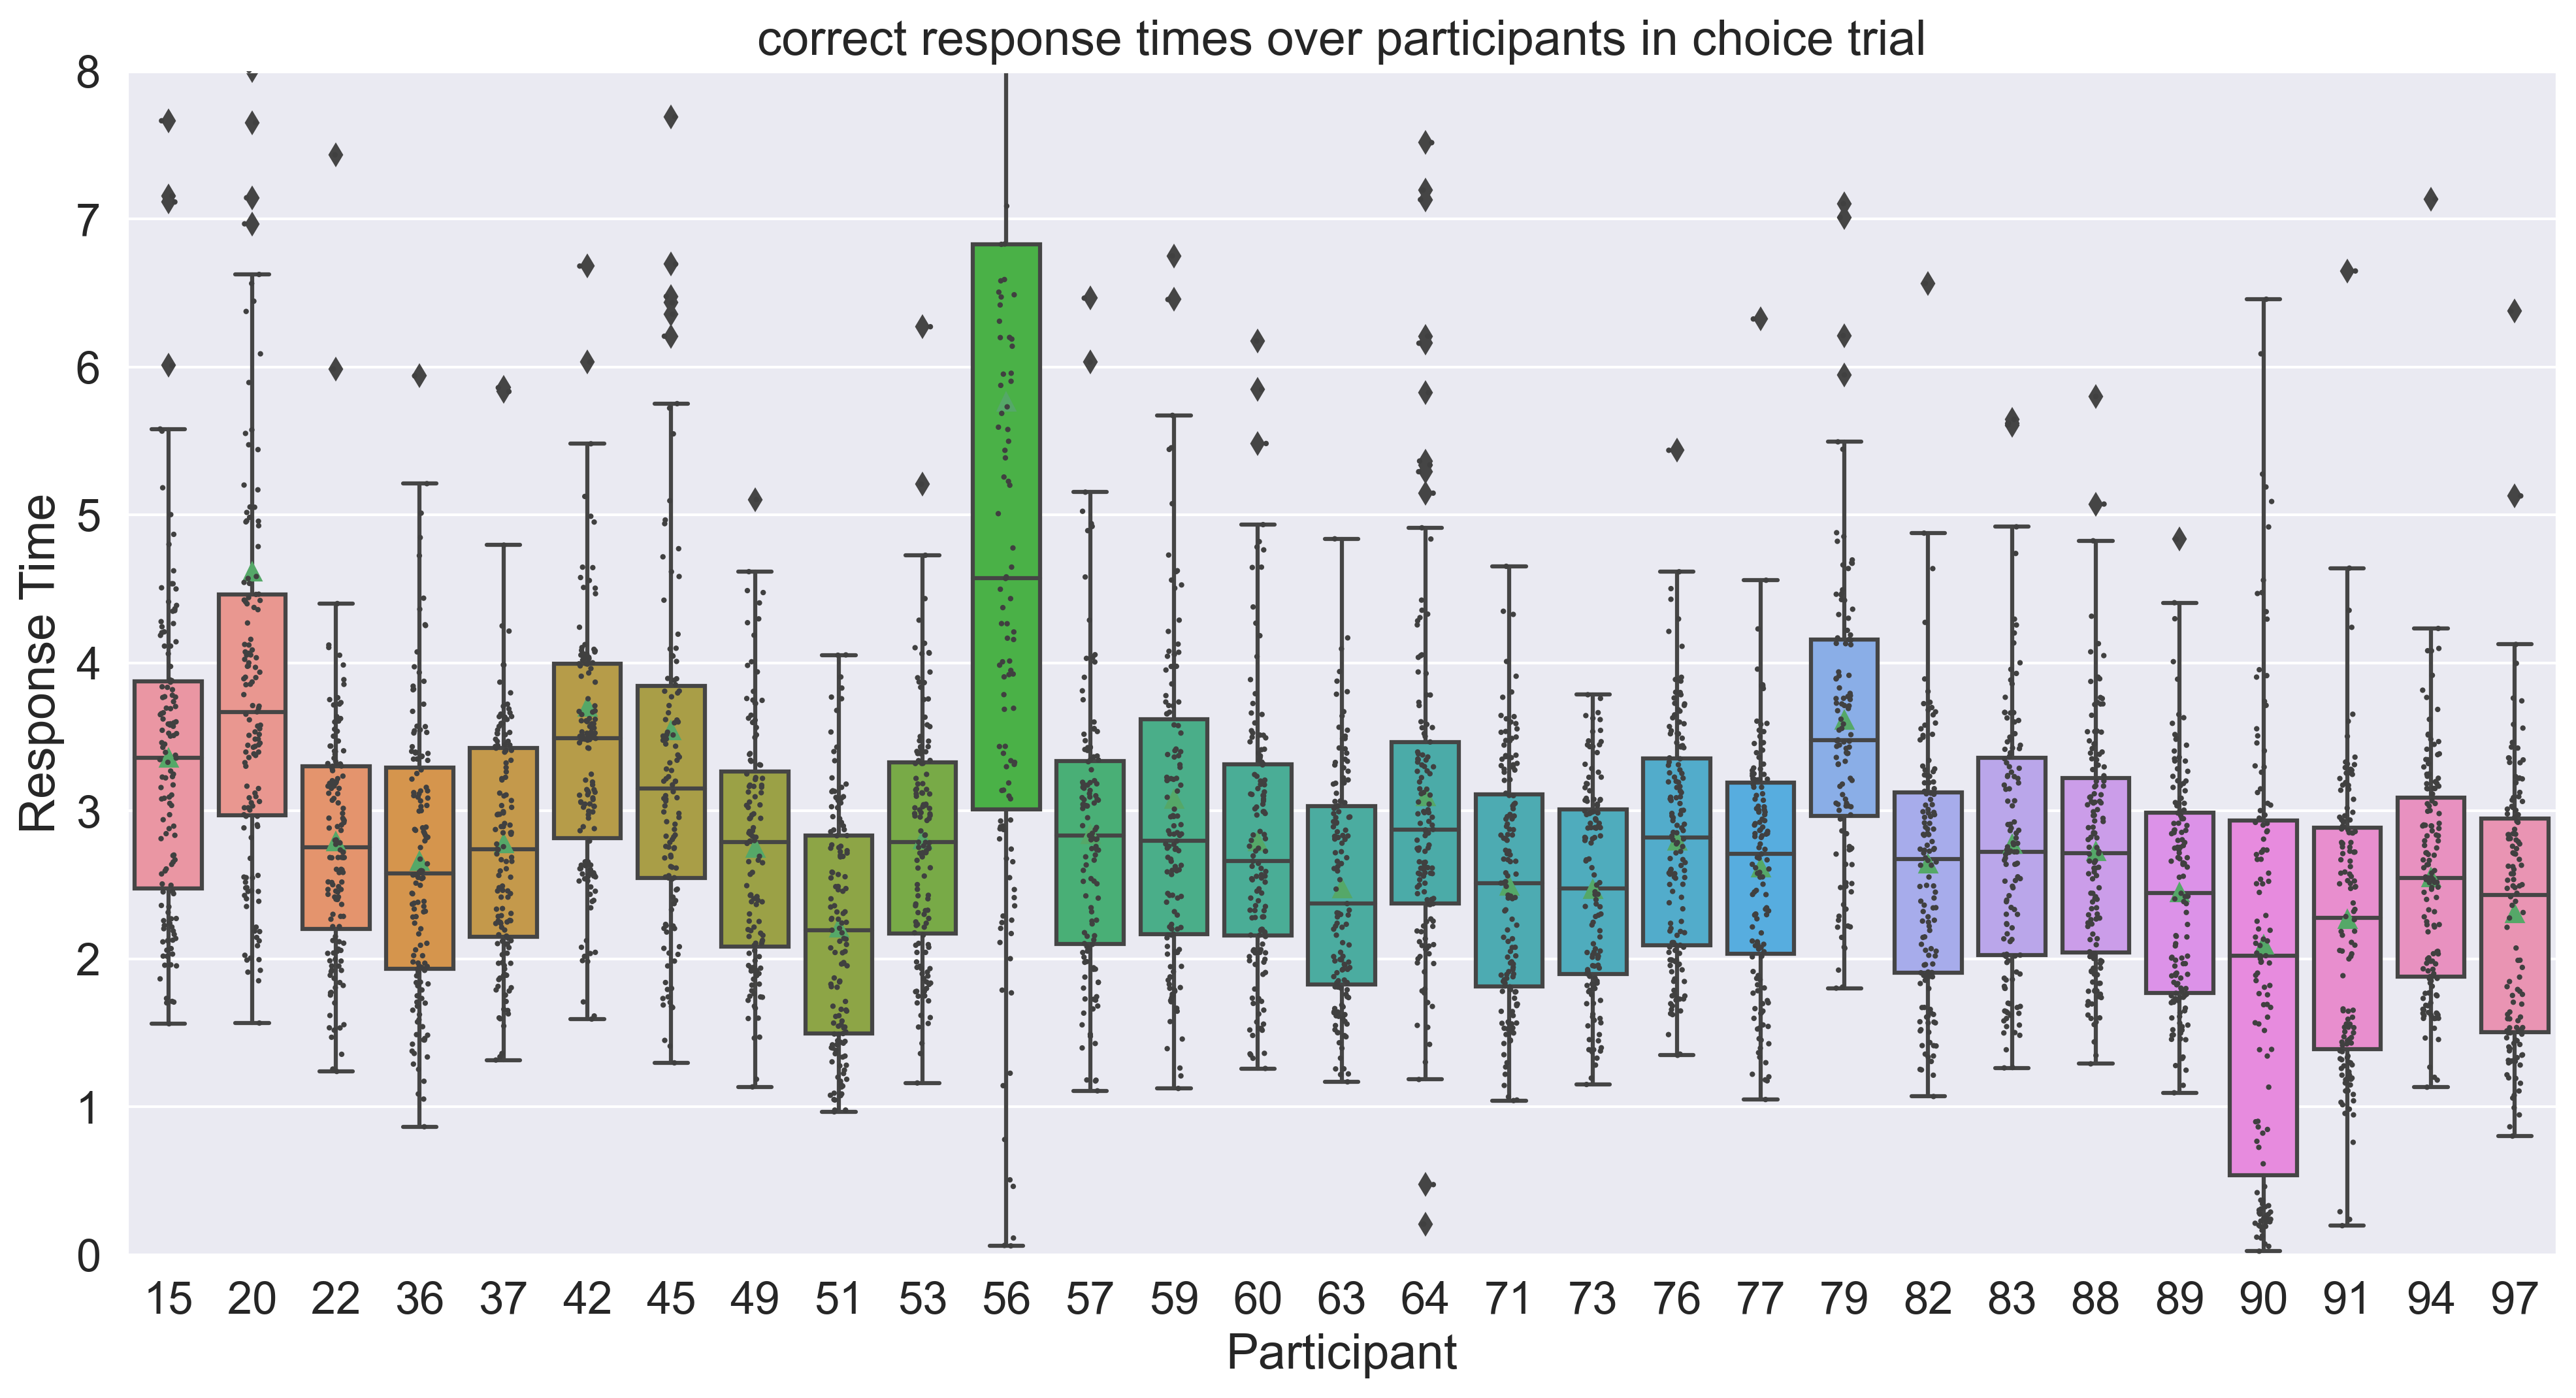 correct response times over participants in choice trial
8
7
6
5
4
3
2
1
0
Response Time
15 20 22 36 37 42 45 49 51 53 56 57 59 60 63 64 71 73 76 77 79 82 83 88 89 90 91 94 97
Participant